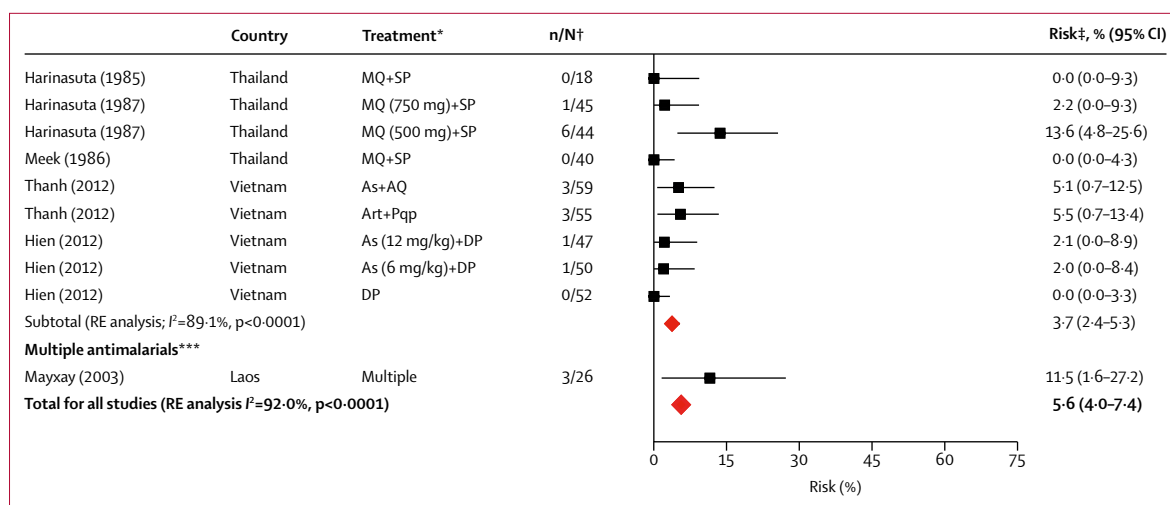 Country Treatment* n/N† Risk‡, % (95% CI)
Harinasuta (1985) Thailand MQ+SP 0/18 0·0 (0·0–9·3)
Harinasuta (1987) Thailand MQ (750 mg)+SP 1/45 2·2 (0·0–9·3)
Harinasuta (1987) Thailand MQ (500 mg)+SP 6/44 13·6 (4·8–25·6)
Meek (1986) Thailand MQ+SP 0/40 0·0 (0·0–4·3)
Thanh (2012) Vietnam As+AQ 3/59 5·1 (0·7–12·5)
Thanh (2012) Vietnam Art+Pqp 3/55 5·5 (0·7–13·4)
Hien (2012) Vietnam As (12 mg/kg)+DP 1/47 2·1 (0·0–8·9)
Hien (2012) Vietnam As (6 mg/kg)+DP 1/50 2·0 (0·0–8·4)
Hien (2012) Vietnam DP 0/52 0·0 (0·0–3·3)
Subtotal (RE analysis; I²=89·1%, p<0·0001) 3·7 (2·4–5·3)
Multiple antimalarials***
Mayxay (2003) Laos Multiple 3/26 11·5 (1·6–27·2)
Total for all studies (RE analysis I²=92·0%, p<0·0001) 5·6 (4·0–7·4)
0 15 30 45 60 75
Risk (%)